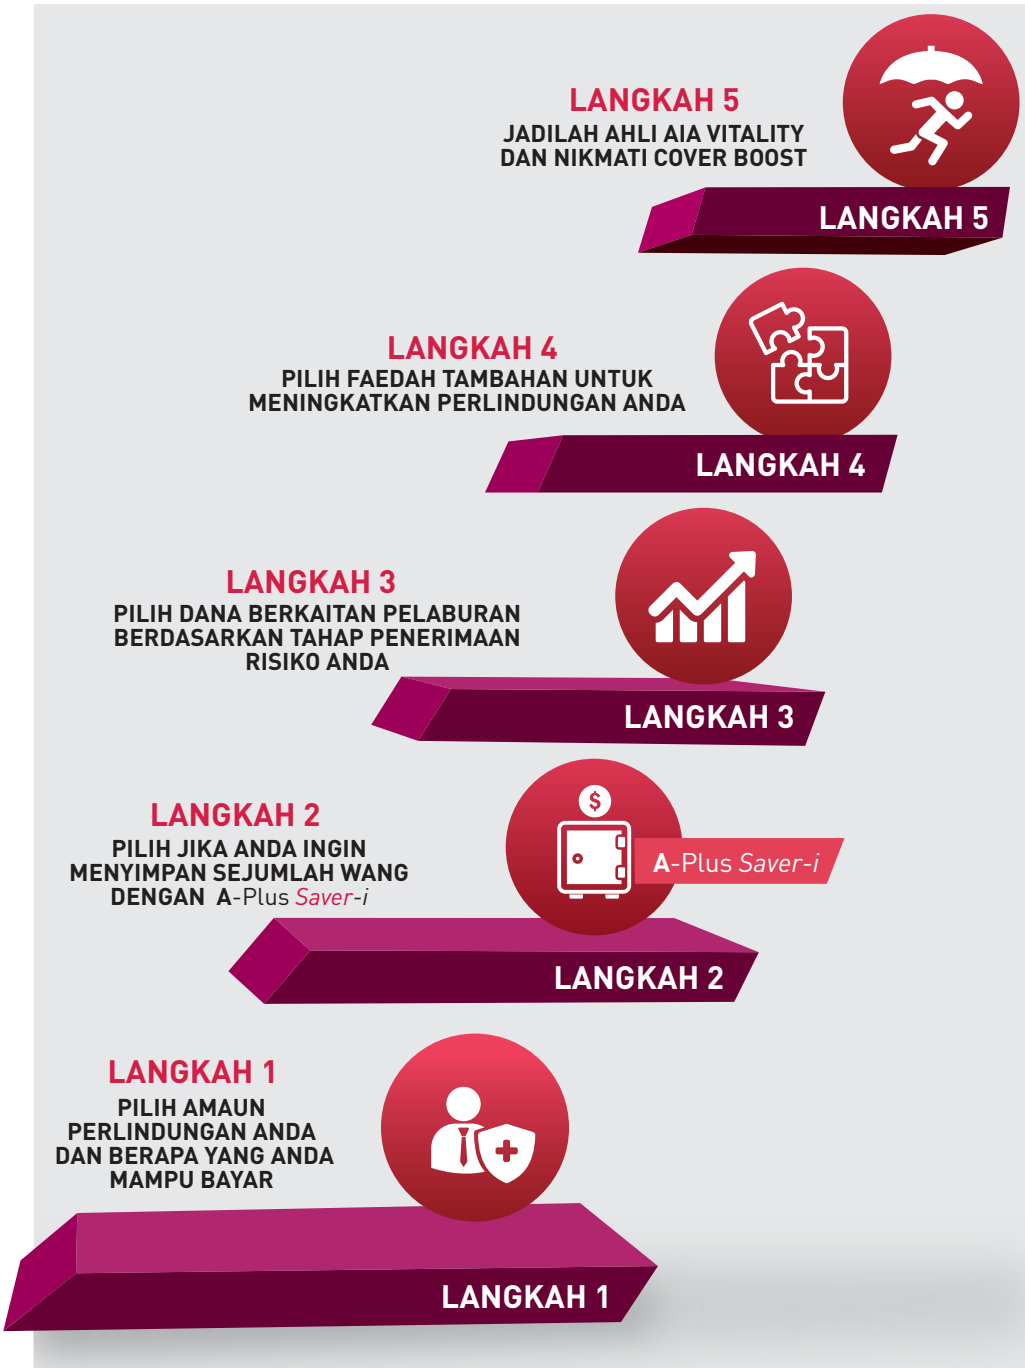 LANGKAH 5
JADILAH AHLI AIA VITALITY
DAN NIKMATI COVER BOOST
LANGKAH 5
LANGKAH 4
PILIH FAEDAH TAMBAHAN UNTUK
MENINGKATKAN PERLINDUNGAN ANDA
LANGKAH 4
LANGKAH 3
PILIH DANA BERKAITAN PELABURAN
BERDASARKAN TAHAP PENERIMAAN
RISIKO ANDA
LANGKAH 3
LANGKAH 2
PILIH JIKA ANDA INGIN
MENYIMPAN SEJUMLAH WANG
DENGAN A-Plus Saver-i
$
A-Plus Saver-i
LANGKAH 2
LANGKAH 1
PILIH AMAUN
PERLINDUNGAN ANDA
DAN BERAPA YANG ANDA
MAMPU BAYAR
LANGKAH 1